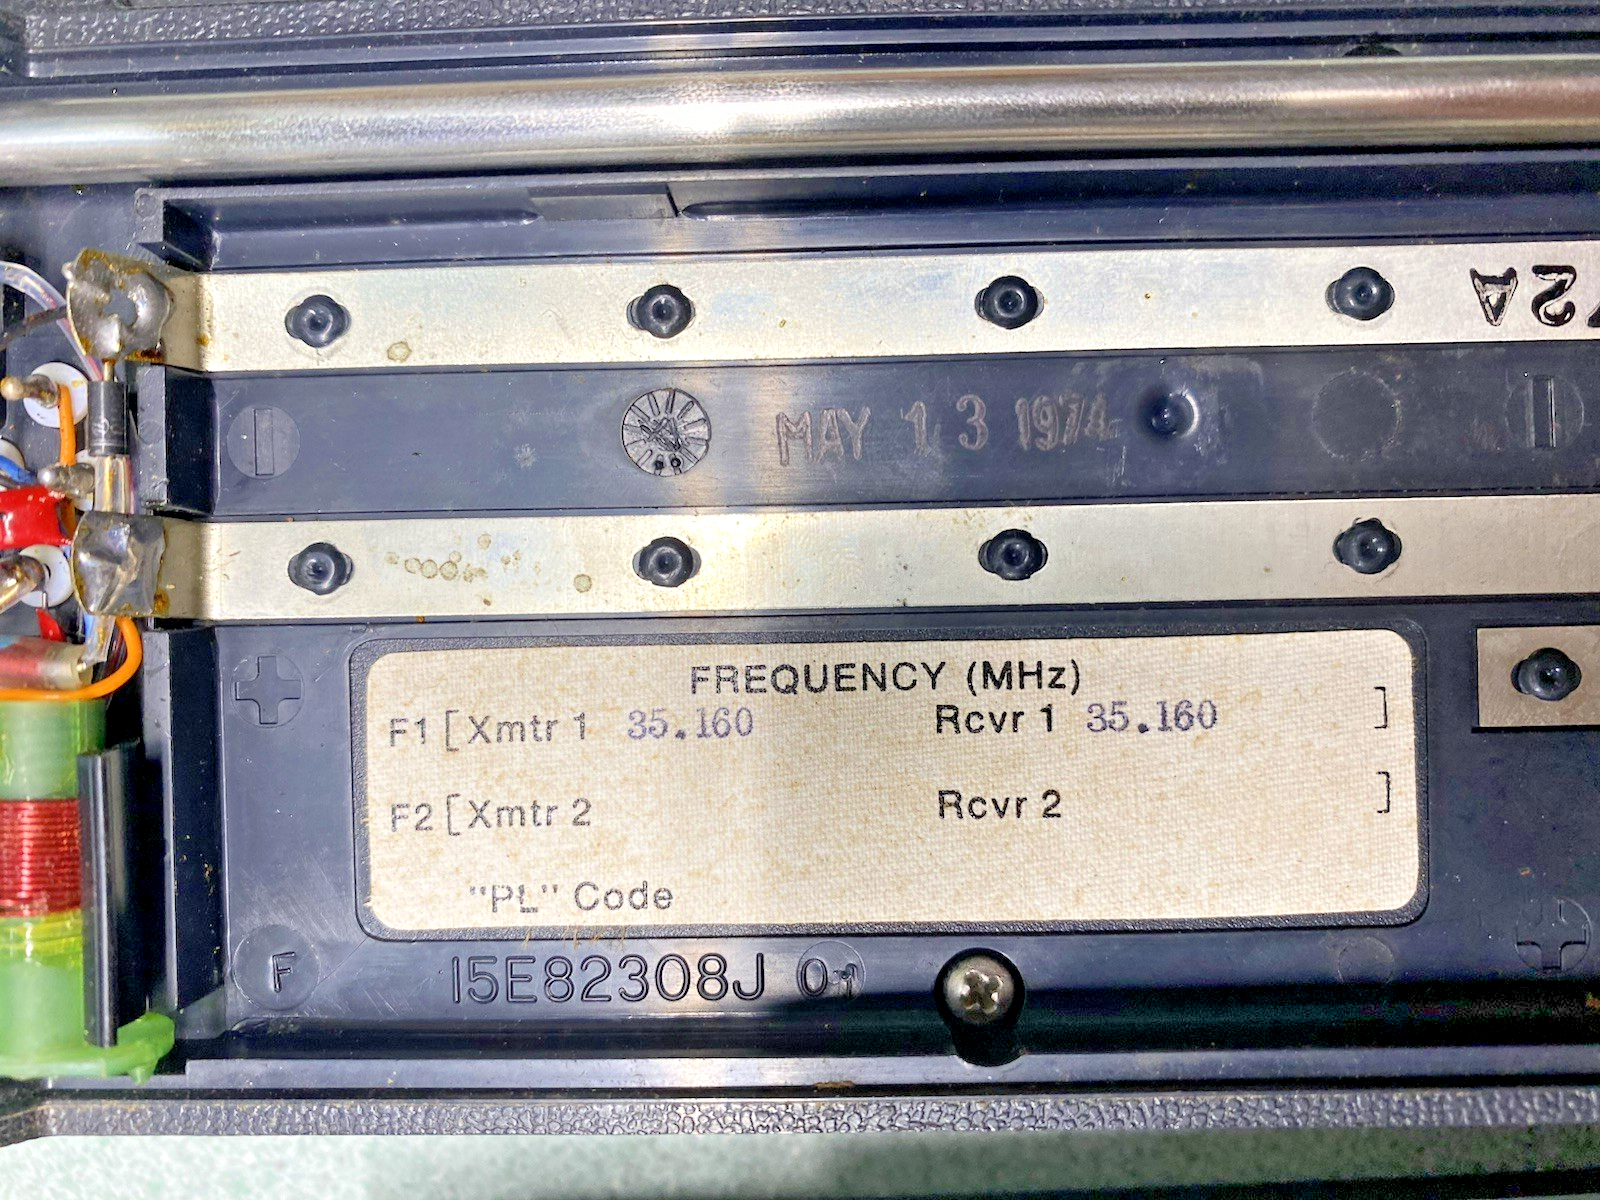 72A
MAY 13 1974
FREQUENCY (MHz)
F1 [Xmtr 1 35.160 Rcvr 1 35.160 ]
F2 [Xmtr 2 Rcvr 2 ]
"PL" Code
F 15E82308J 01